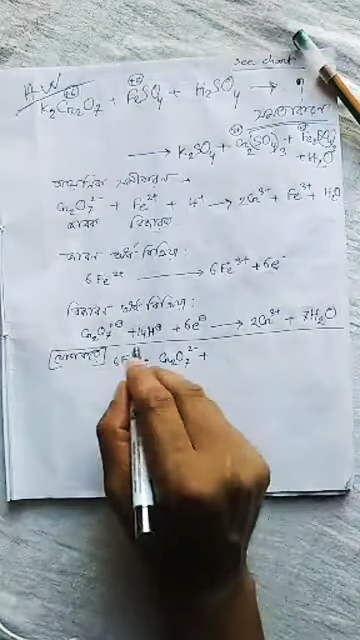 see chart
H.W
K₂Cr₂O₇ + FeSO₄ + H₂SO₄ ⟶
সমতাকরণ
⟶ K₂SO₄ + Cr₂(SO₄)₃ + Fe₂(SO₄)₃ + H₂O
আয়নিক সমীকরণ →
Cr₂O₇²⁻ + Fe²⁺ + H⁺ ⟶ 2Cr³⁺ + Fe³⁺ + H₂O
জারক বিজারক
জারণ অর্ধ বিক্রিয়া :
6Fe²⁺ ⟶ 6Fe³⁺ + 6e⁻
বিজারণ অর্ধ বিক্রিয়া :
Cr₂O₇²⁻ + 14H⁺ + 6e⁻ ⟶ 2Cr³⁺ + 7H₂O
Cr₂O₇²⁻ +